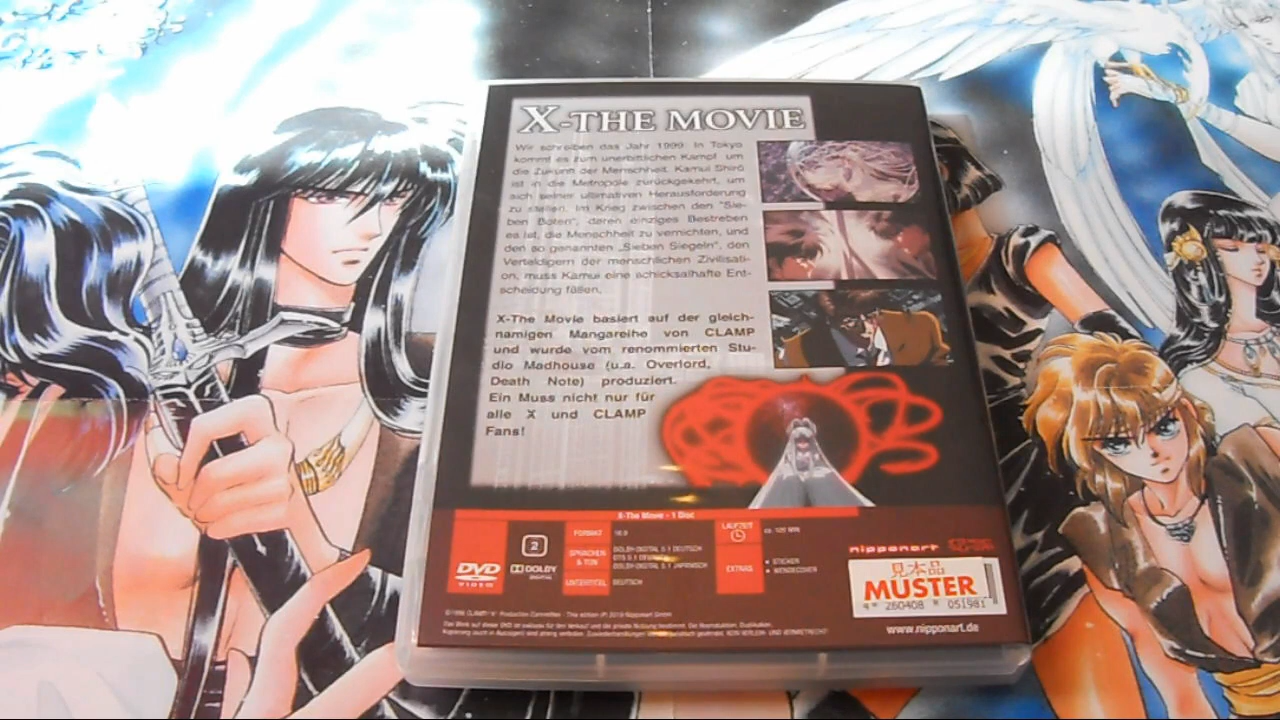 X-THE MOVIE
Wir schreiben das Jahr 1999. In Tokyo
kommt es zum unerbittlichen Kampf um
die Zukunft der Menschheit. Kamui Shirô
ist in die Metropole zurückgekehrt, um
sich seiner ultimativen Herausforderung
zu stellen. Im Krieg zwischen den "Sie-
ben Boten", deren einziges Bestreben
es ist, die Menschheit zu vernichten, und
den so genannten „Sieben Siegeln", den
Verteidigern der menschlichen Zivilisati-
on, muss Kamui eine schicksalhafte Ent-
scheidung fällen.
X-The Movie basiert auf der gleich-
namigen Mangareihe von CLAMP
und wurde vom renommierten Stu-
dio Madhouse (u.a. Overlord,
Death Note) produziert.
Ein Muss nicht nur für
alle X und CLAMP
Fans!
X-The Movie - 1 Disc
DVD
VIDEO
2
DOLBY
DIGITAL
FORMAT
16:9
SPRACHEN
& TON
DOLBY DIGITAL 5.1 DEUTSCH
DTS 5.1 DEUTSCH
DOLBY DIGITAL 5.1 JAPANISCH
UNTERTITEL
DEUTSCH
LAUFZEIT
EXTRAS
STICKER
WENDECOVER
nipponart
見本品
MUSTER
4 260408 051981
www.nipponart.de